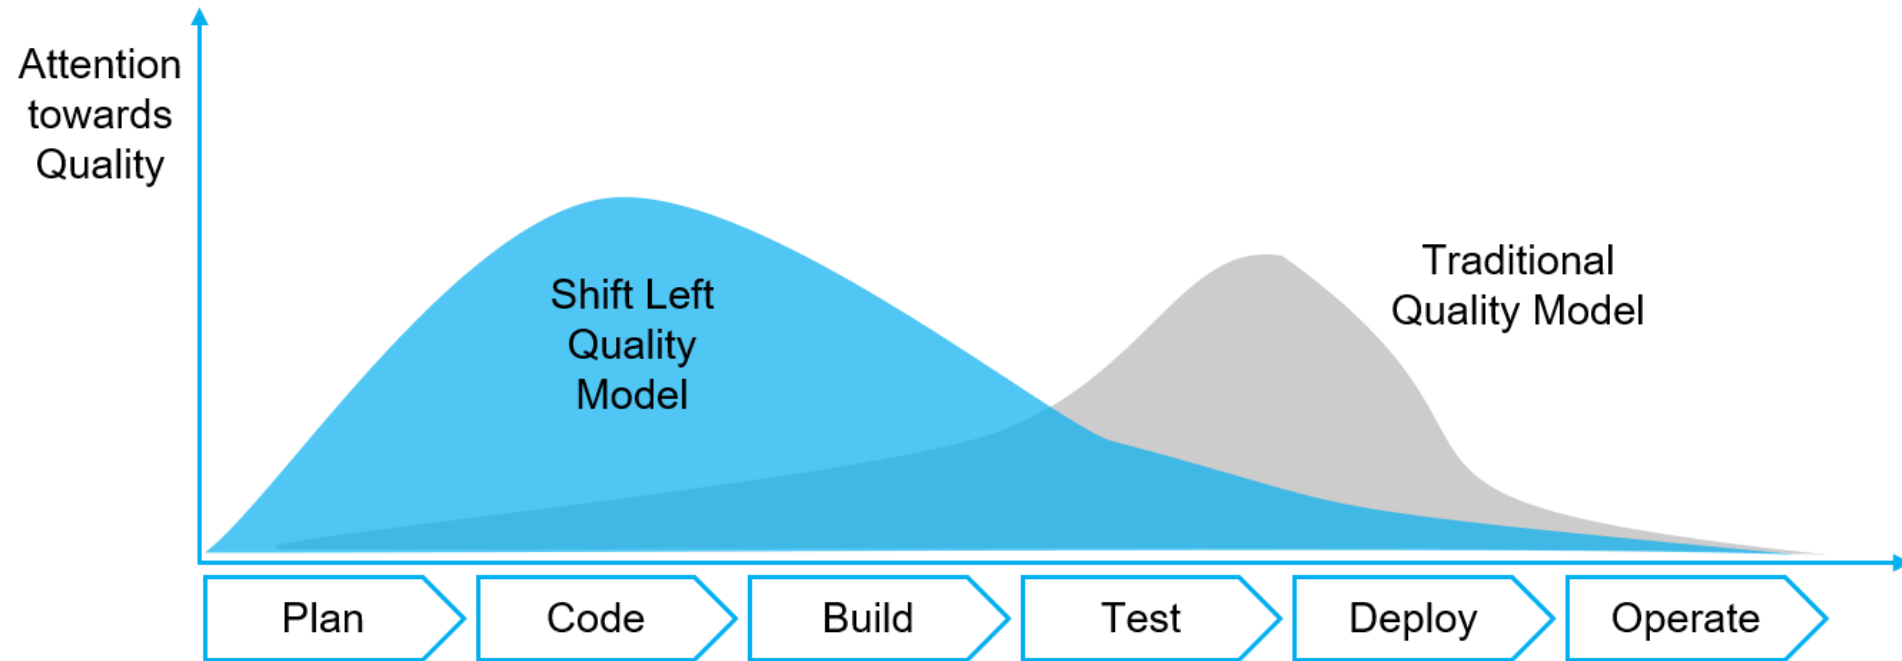 Attention
towards
Quality
Shift Left
Quality
Model
Traditional
Quality Model
Plan
Code
Build
Test
Deploy
Operate